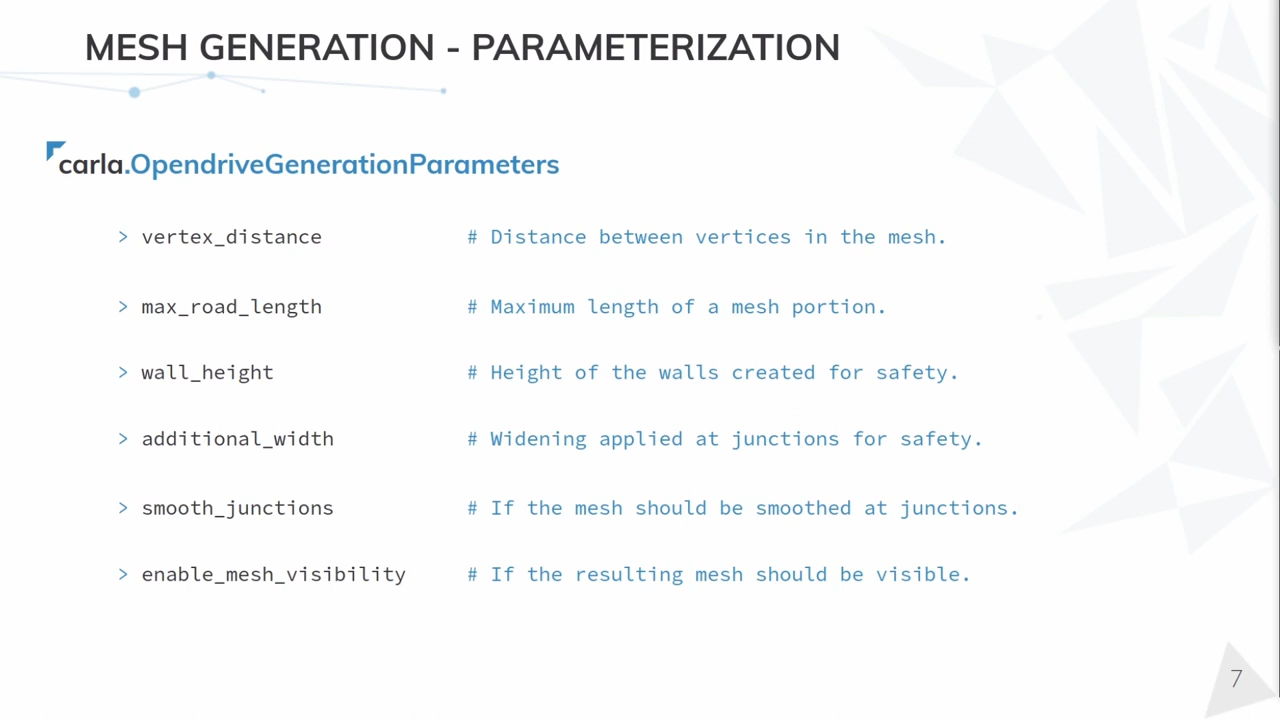 MESH GENERATION - PARAMETERIZATION
carla.OpendriveGenerationParameters
> vertex_distance # Distance between vertices in the mesh.
> max_road_length # Maximum length of a mesh portion.
> wall_height # Height of the walls created for safety.
> additional_width # Widening applied at junctions for safety.
> smooth_junctions # If the mesh should be smoothed at junctions.
> enable_mesh_visibility # If the resulting mesh should be visible.
7